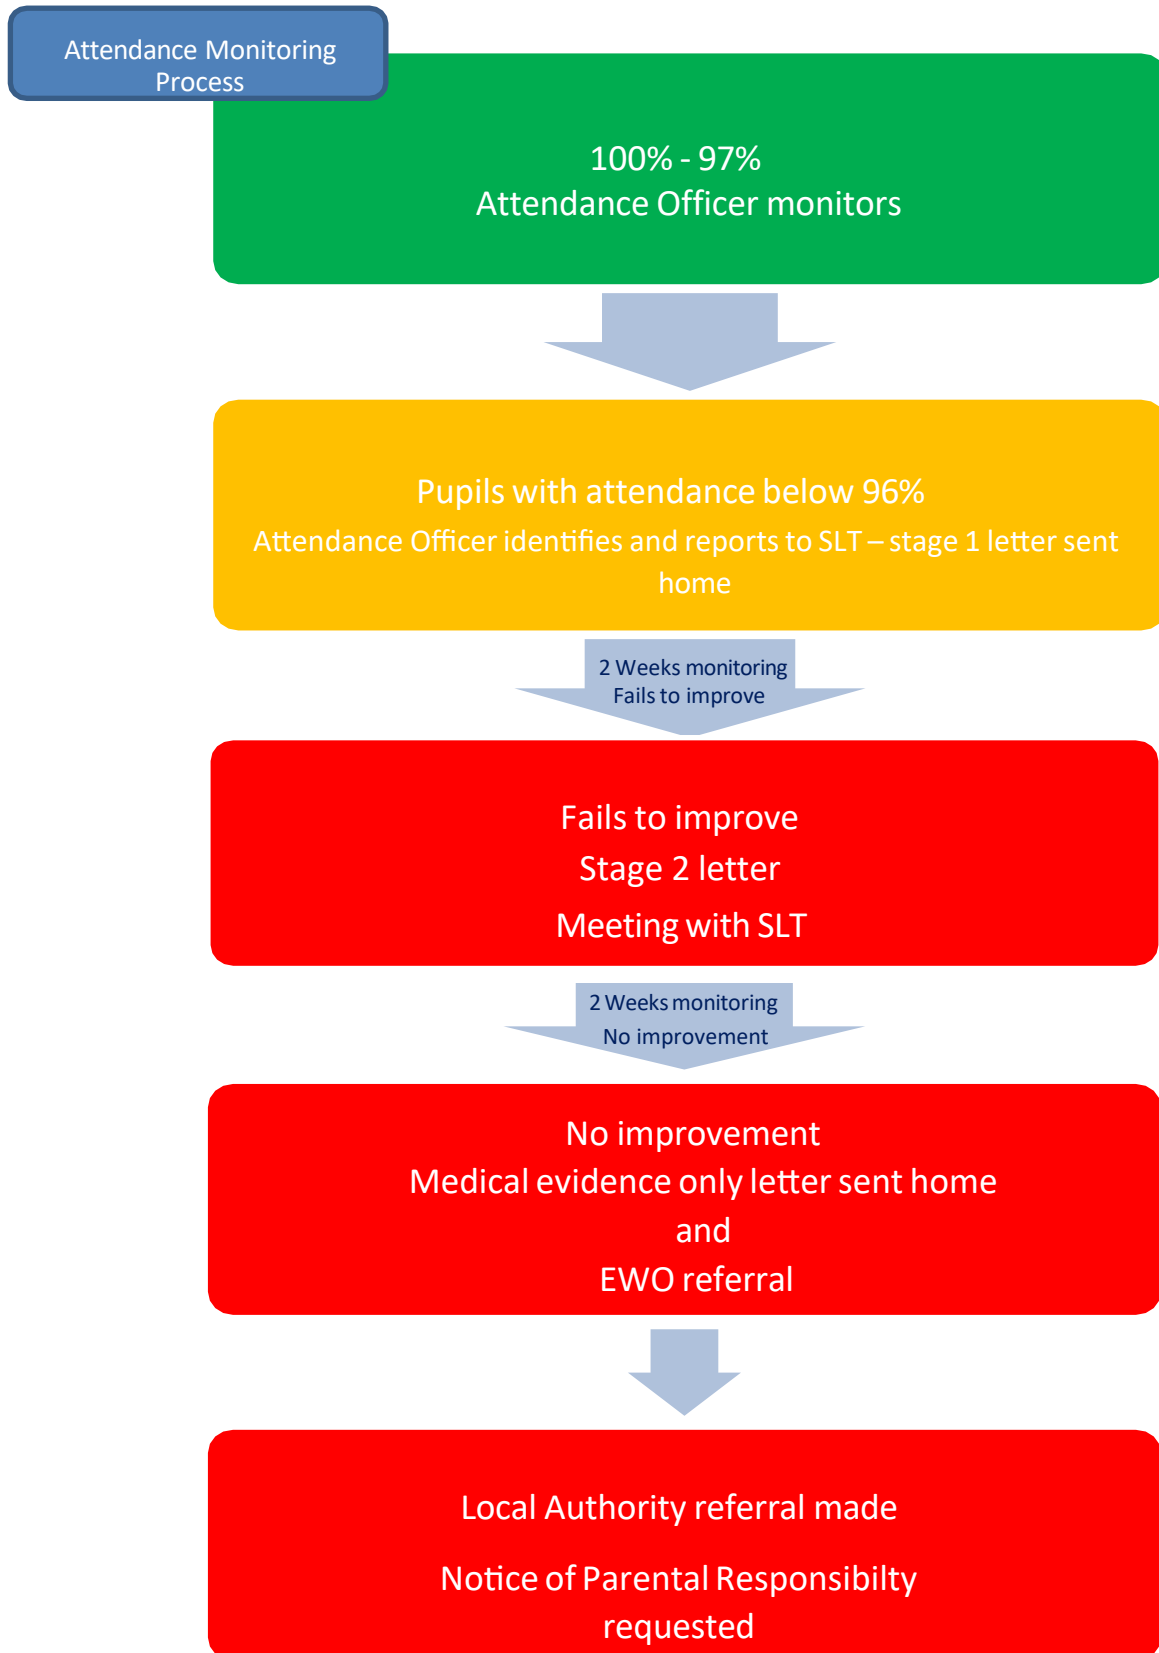 Attendance Monitoring
Process
100% - 97%
Attendance Officer monitors
Pupils with attendance below 96%
Attendance Officer identifies and reports to SLT – stage 1 letter sent
home
2 Weeks monitoring
Fails to improve
Fails to improve
Stage 2 letter
Meeting with SLT
2 Weeks monitoring
No improvement
No improvement
Medical evidence only letter sent home
and
EWO referral
Local Authority referral made
Notice of Parental Responsibilty
requested